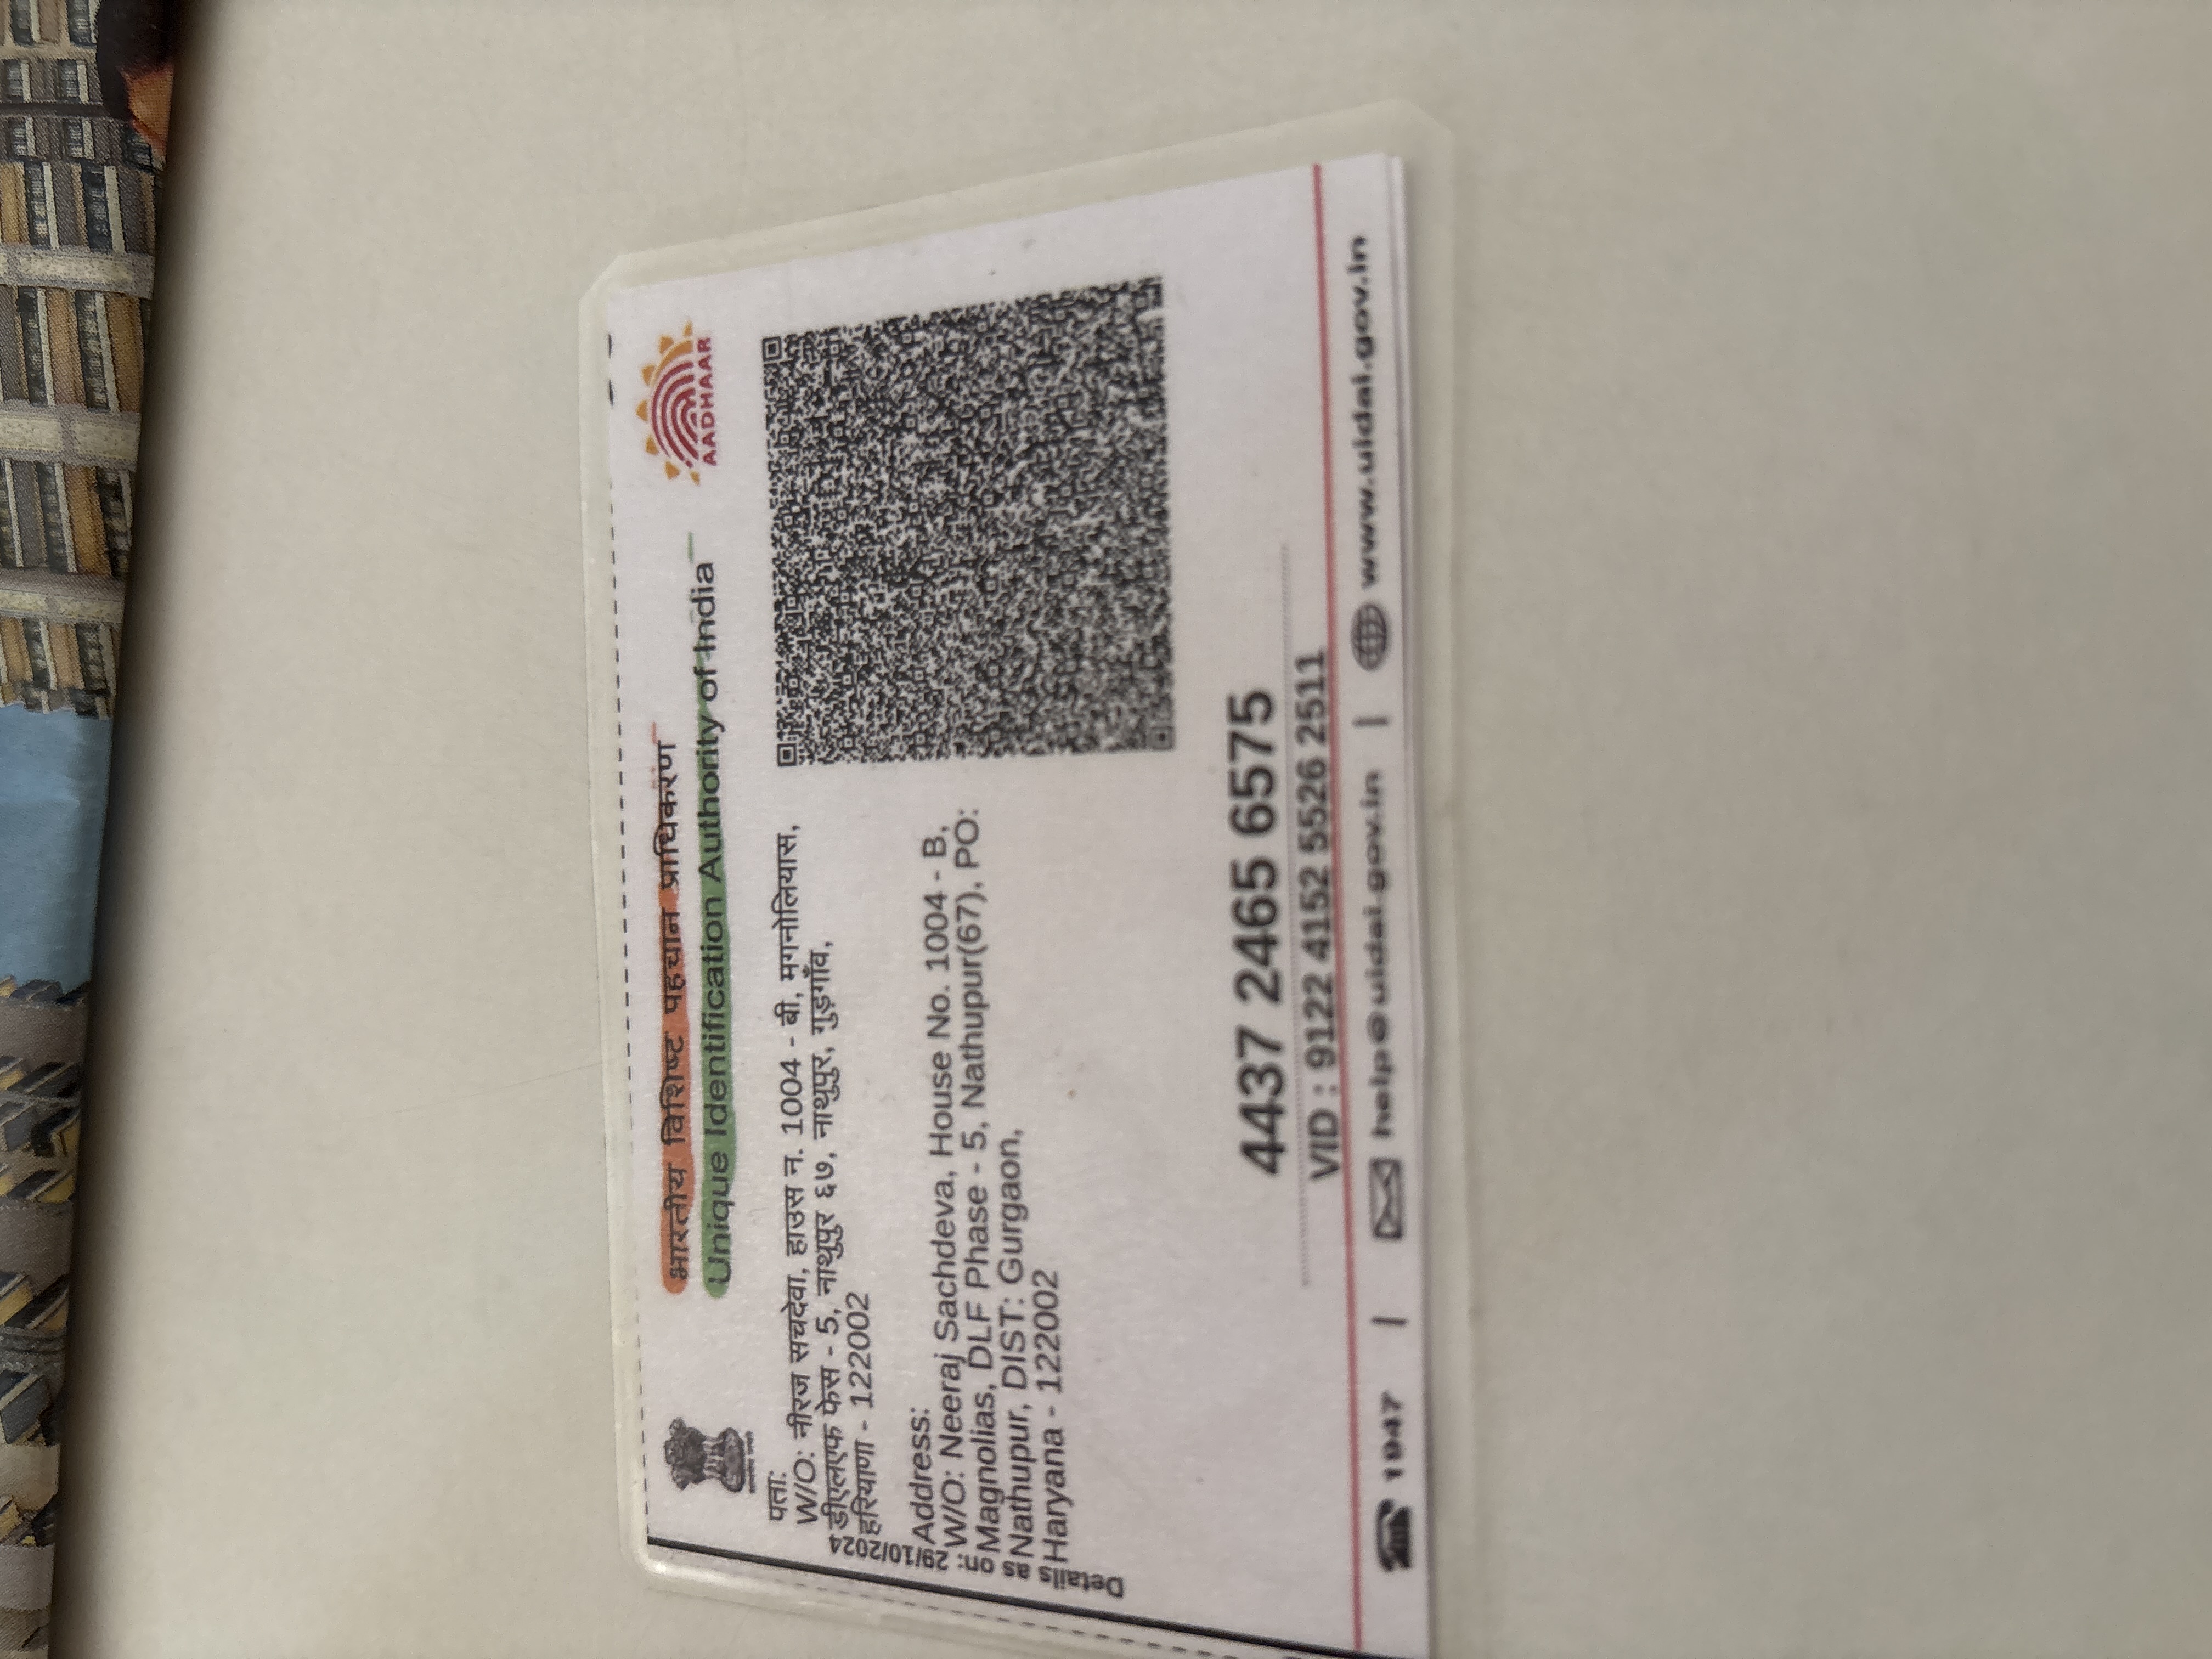 भारतीय विशिष्ट पहचान प्राधिकरण
Unique Identification Authority of India
AADHAAR
पता:
W/O: नीरज सचदेवा, हाउस न. 1004 - बी, मगनोलियास,
डीएलएफ फेस - 5, नाथुपुर ६७, नाथुपुर, गुड़गाँव,
हरियाणा - 122002
Address:
W/O: Neeraj Sachdeva, House No. 1004 - B,
Magnolias, DLF Phase - 5, Nathupur(67), PO:
Nathupur, DIST: Gurgaon,
Haryana - 122002
Details as on: 29/10/2024
4437 2465 6575
VID : 9122 4152 5526 2511
1947 | help@uidai.gov.in | www.uidai.gov.in